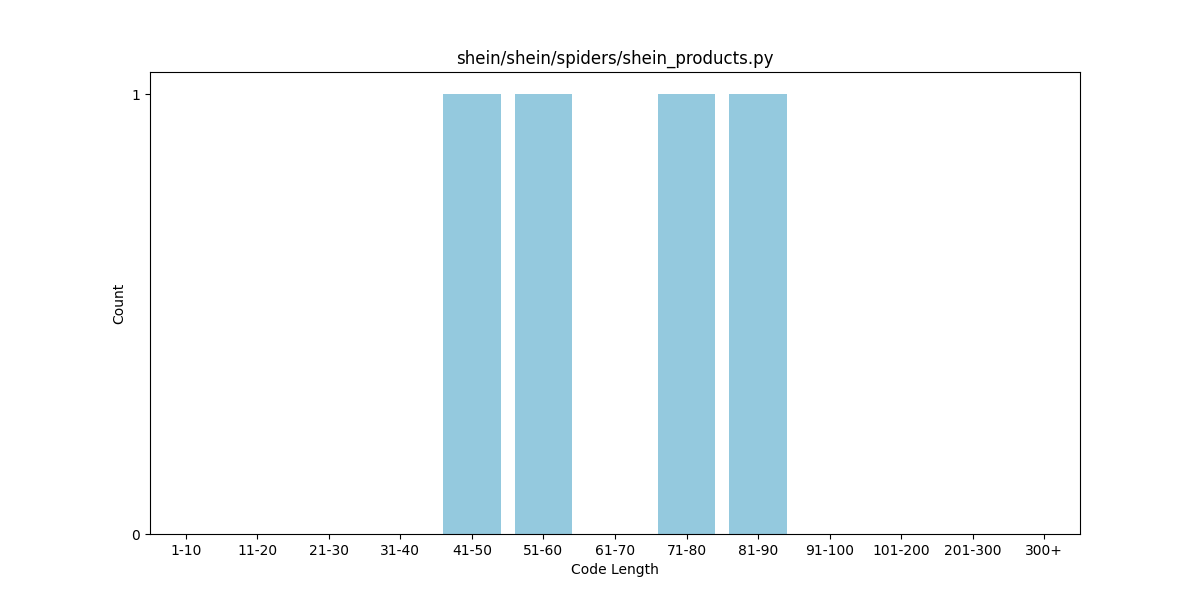 shein/shein/spiders/shein_products.py
1
Count
0
1-10 11-20 21-30 31-40 41-50 51-60 61-70 71-80 81-90 91-100 101-200 201-300 300+
Code Length